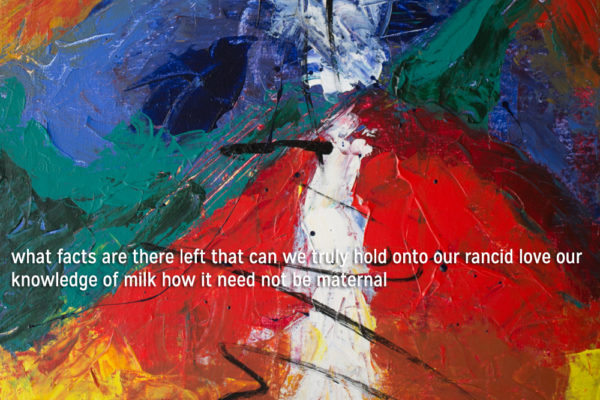 what facts are there left that can we truly hold onto our rancid love our
knowledge of milk how it need not be maternal